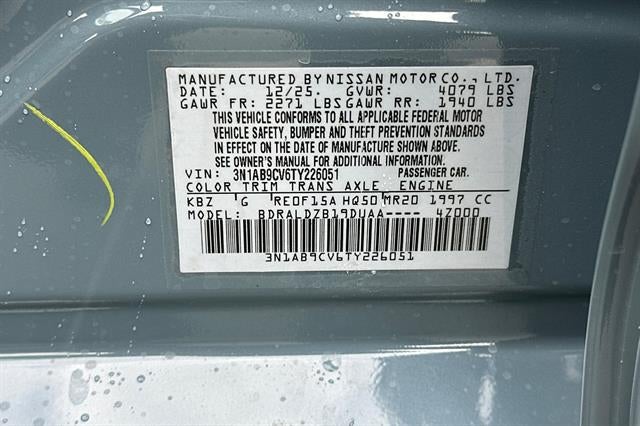 MANUFACTURED BY NISSAN MOTOR CO., LTD.
DATE: 12/25. GVWR: 4079 LBS
GAWR FR: 2271 LBS GAWR RR: 1940 LBS
THIS VEHICLE CONFORMS TO ALL APPLICABLE FEDERAL MOTOR
VEHICLE SAFETY, BUMPER AND THEFT PREVENTION STANDARDS
IN EFFECT ON THE DATE OF MANUFACTURE SHOWN ABOVE.
SEE OWNER'S MANUAL FOR ADDITIONAL INFORMATION.
VIN: 3N1AB9CV6TY226051 PASSENGER CAR.
COLOR TRIM TRANS AXLE: ENGINE
KBZ G RE0F15A HQ50 MR20 1997 CC
MODEL: BDRALDZB19DUAA---- 4Z000
3N1AB9CV6TY226051